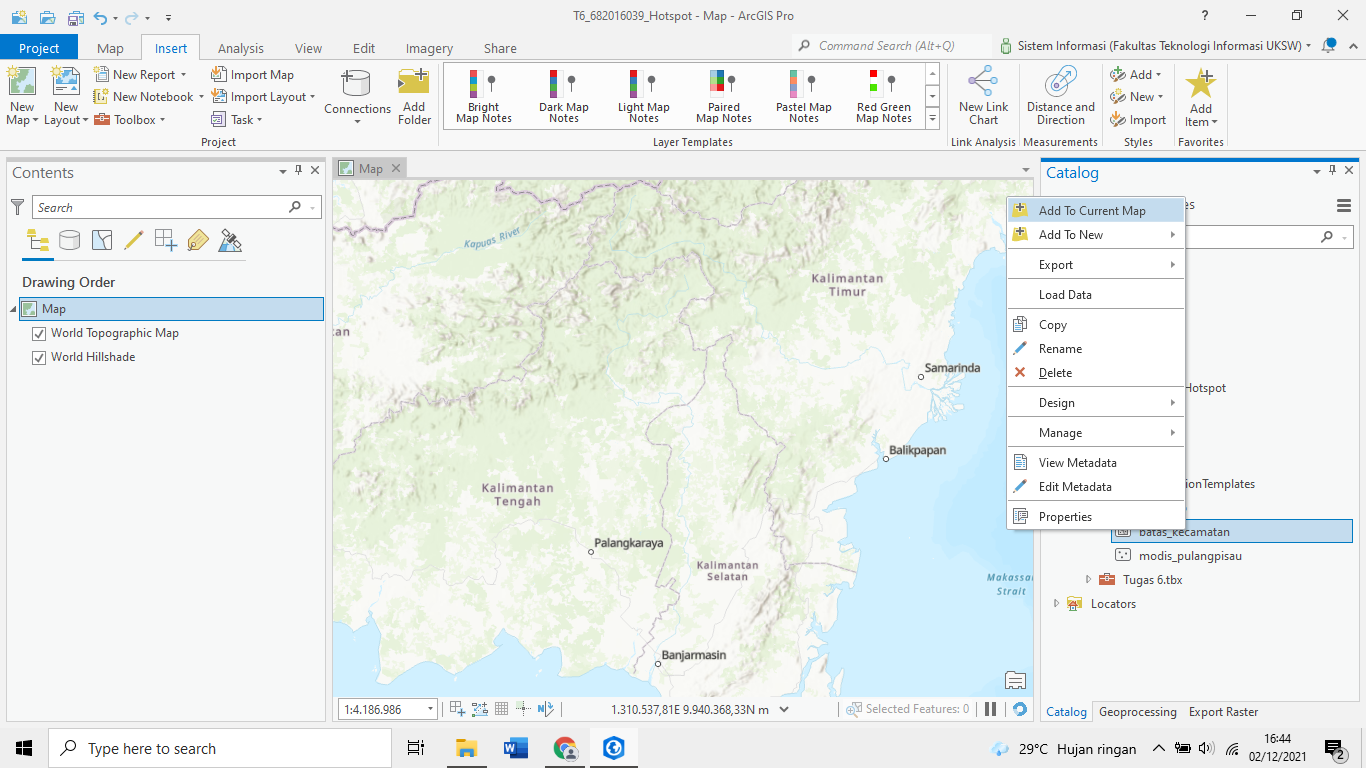 T6_682016039_Hotspot - Map - ArcGIS Pro
?
Project Map Insert Analysis View Edit Imagery Share
Command Search (Alt+Q)
Sistem Informasi (Fakultas Teknologi Informasi UKSW)
New Map
New Layout
New Report
New Notebook
Toolbox
Import Map
Import Layout
Task
Connections
Add Folder
Project
Bright Map Notes
Dark Map Notes
Light Map Notes
Paired Map Notes
Pastel Map Notes
Red Green Map Notes
Layer Templates
New Link Chart
Link Analysis
Distance and Direction
Measurements
Add
New
Import
Styles
Add Item
Favorites
Contents
Search
Drawing Order
Map
World Topographic Map
World Hillshade
Map
Kapuas River
Kalimantan Timur
tan
Samarinda
Balikpapan
Kalimantan Tengah
Palangkaraya
Kalimantan Selatan
Makassar
Strait
Banjarmasin
1:4.186.986
1.310.537,81E 9.940.368,33N m
Selected Features: 0
Catalog
es
Add To Current Map
Add To New
Export
Load Data
Copy
Rename
Delete
Design
Manage
View Metadata
Edit Metadata
Properties
Hotspot
ionTemplates
batas_kecamatan
modis_pulangpisau
Tugas 6.tbx
Locators
Catalog Geoprocessing Export Raster
Type here to search
29°C Hujan ringan
16:44
02/12/2021
2